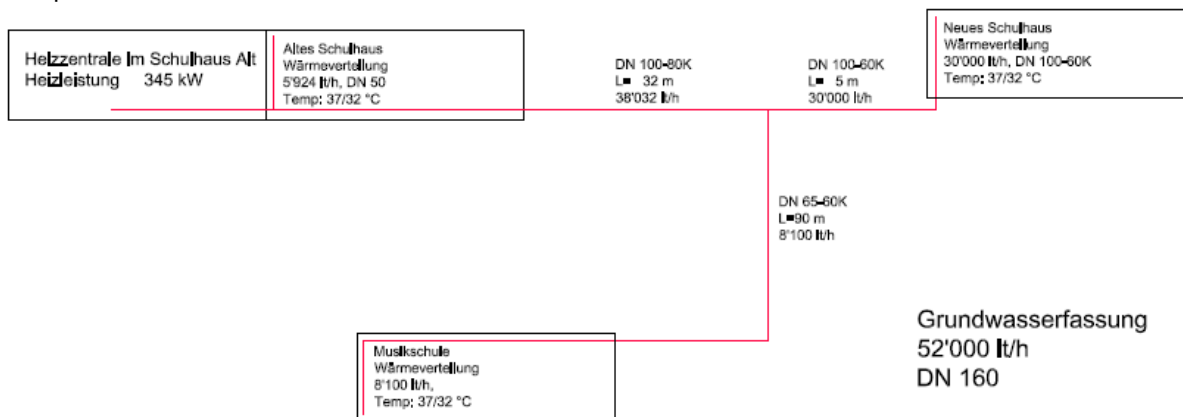 Heizzentrale im Schulhaus Alt
Heizleistung 345 kW
Altes Schulhaus
Wärmeverteilung
5'924 lt/h, DN 50
Temp: 37/32 °C
DN 100-80K
L= 32 m
38'032 lt/h
DN 100-60K
L= 5 m
30'000 lt/h
Neues Schulhaus
Wärmeverteilung
30'000 lt/h, DN 100-60K
Temp: 37/32 °C
DN 65-60K
L=90 m
8'100 lt/h
Musikschule
Wärmeverteilung
8'100 lt/h,
Temp: 37/32 °C
Grundwasserfassung
52'000 lt/h
DN 160